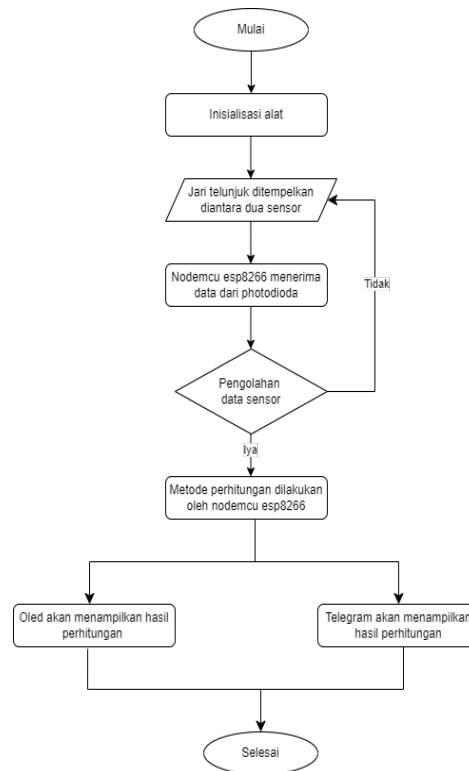 Mulai
Inisialisasi alat
Jari telunjuk ditempelkan
diantara dua sensor
Nodemcu esp8266 menerima
data dari photodioda
Tidak
Pengolahan
data sensor
Iya
Metode perhitungan dilakukan
oleh nodemcu esp8266
Oled akan menampilkan hasil
perhitungan
Telegram akan menampilkan
hasil perhitungan
Selesai